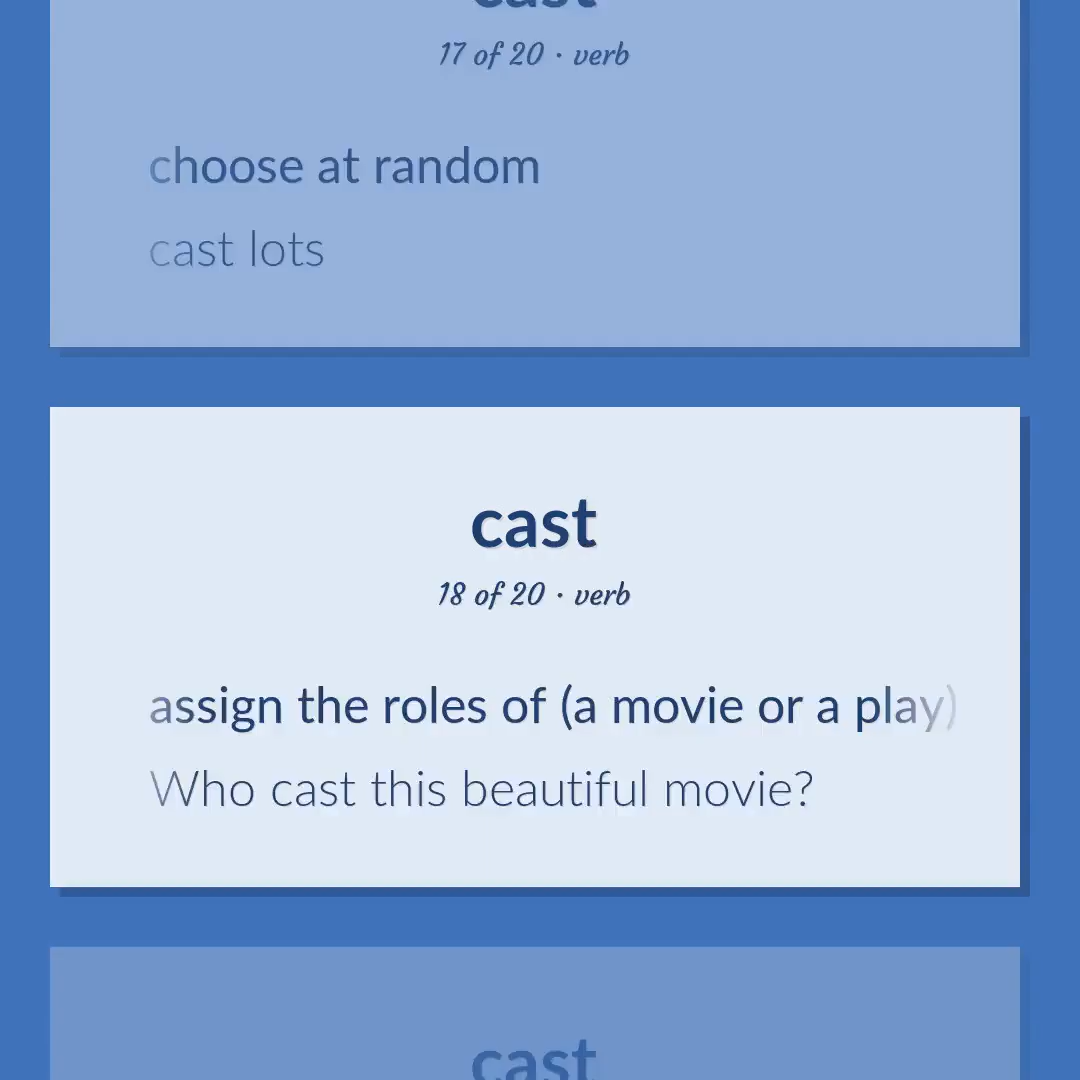 cast
17 of 20 · verb
choose at random
cast lots
cast
18 of 20 · verb
assign the roles of (a movie or a play)
Who cast this beautiful movie?
cast